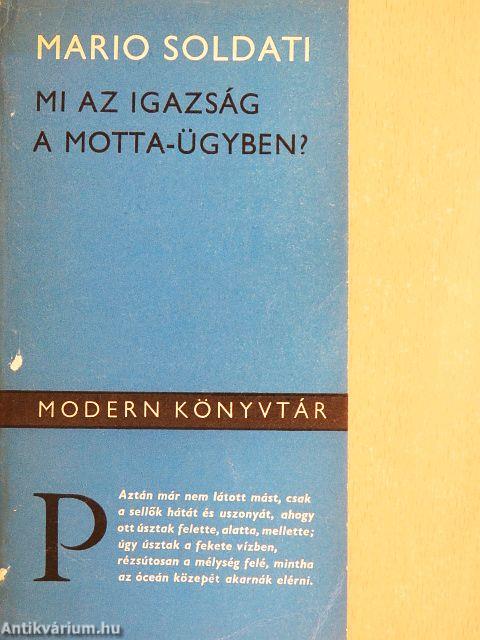 MARIO SOLDATI
MI AZ IGAZSÁG
A MOTTA-ÜGYBEN?
MODERN KÖNYVTÁR
P
Aztán már nem látott mást, csak
a sellők hátát és uszonyát, ahogy
ott úsztak felette, alatta, mellette;
úgy úsztak a fekete vízben,
rézsútosan a mélység felé, mintha
az óceán közepét akarnák elérni.
Antikvárium.hu